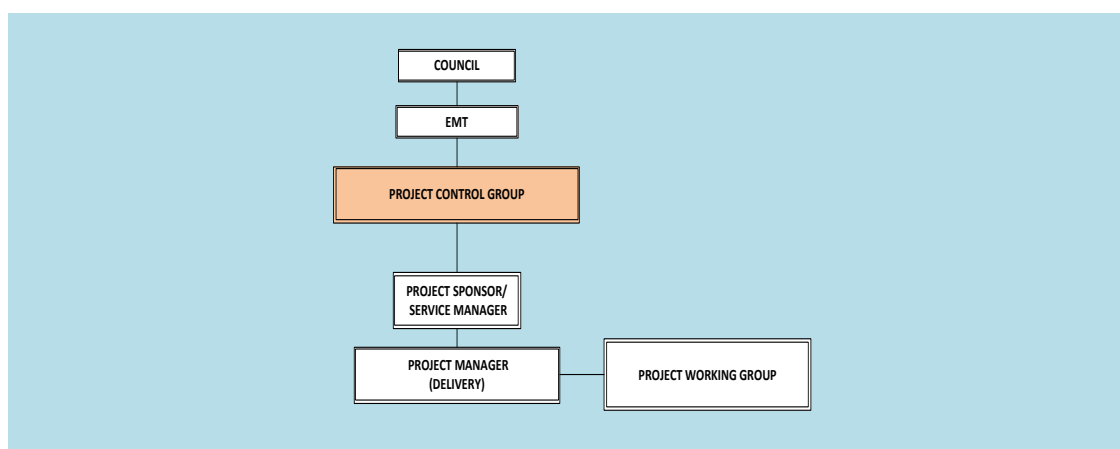 COUNCIL
EMT
PROJECT CONTROL GROUP
PROJECT SPONSOR/
SERVICE MANAGER
PROJECT MANAGER
(DELIVERY)
PROJECT WORKING GROUP